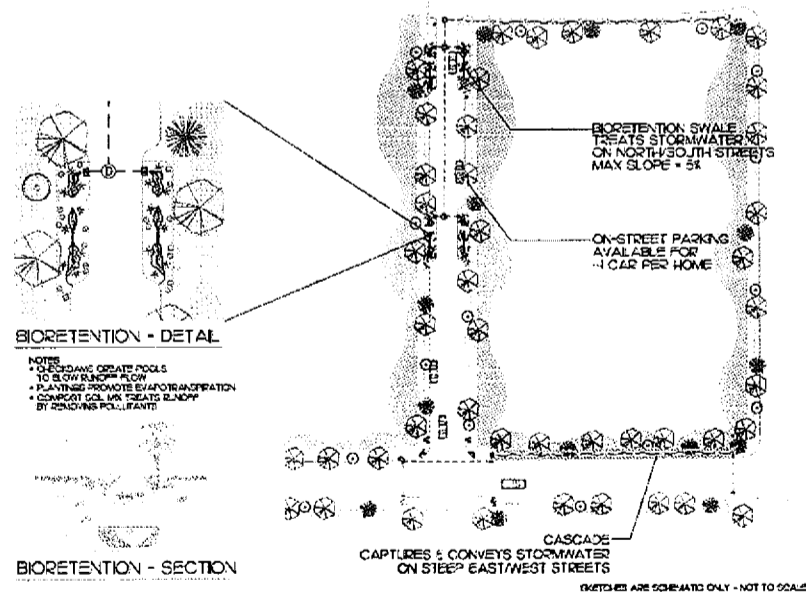 BIORETENTION SWALE
TREATS STORMWATER
ON NORTH/SOUTH STREETS
MAX SLOPE = 5%
ON-STREET PARKING
AVAILABLE FOR
CAR PER HOME
BIORETENTION - DETAIL
NOTES
• CHECKDAMS CREATE POOLS
TO SLOW RUNOFF FLOW
• PLANTINGS PROMOTE EVAPOTRANSPIRATION
• COMPOST SOIL MIX TREATS RUNOFF
BY REMOVING POLLUTANTS
BIORETENTION - SECTION
CASCADE
CAPTURES & CONVEYS STORMWATER
ON STEEP EAST/WEST STREETS
SKETCHES ARE SCHEMATIC ONLY - NOT TO SCALE